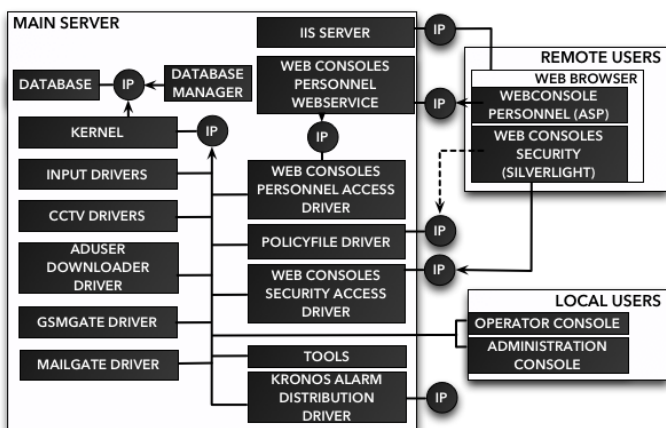 MAIN SERVER
IIS SERVER
IP
REMOTE USERS
WEB BROWSER
WEBCONSOLE
PERSONNEL (ASP)
WEB CONSOLES
SECURITY
(SILVERLIGHT)
DATABASE
IP
DATABASE
MANAGER
WEB CONSOLES
PERSONNEL
WEBSERVICE
IP
IP
KERNEL
IP
INPUT DRIVERS
WEB CONSOLES
PERSONNEL ACCESS
DRIVER
CCTV DRIVERS
POLICYFILE DRIVER
IP
ADUSER
DOWNLOADER
DRIVER
WEB CONSOLES
SECURITY ACCESS
DRIVER
IP
GSMGATE DRIVER
LOCAL USERS
OPERATOR CONSOLE
ADMINISTRATION
CONSOLE
MAILGATE DRIVER
TOOLS
KRONOS ALARM
DISTRIBUTION
DRIVER
IP